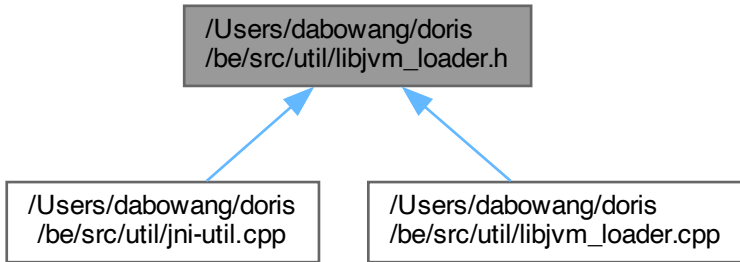 /Users/dabowang/doris
/be/src/util/libjvm_loader.h
/Users/dabowang/doris
/be/src/util/jni-util.cpp
/Users/dabowang/doris
/be/src/util/libjvm_loader.cpp